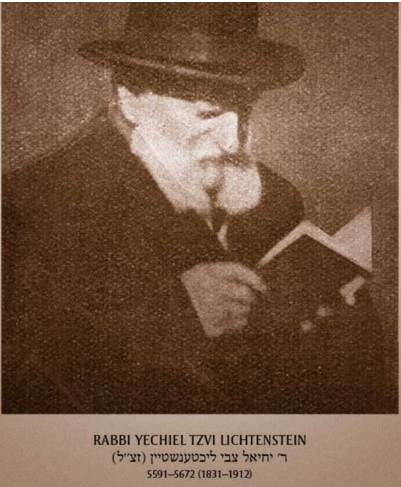 RABBI YECHIEL TZVI LICHTENSTEIN
ר׳ יחיאל צבי ליכטענשטיין (זצ״ל)
5591–5672 (1831–1912)